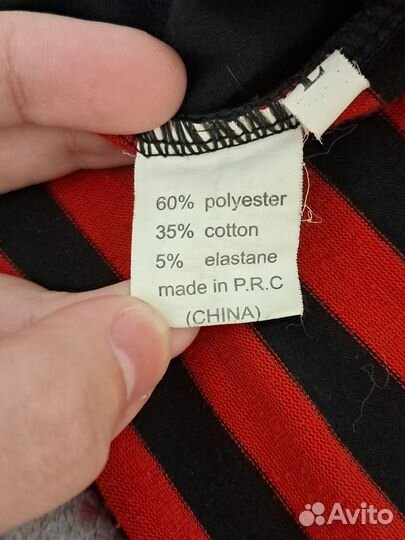 L
60% polyester
35% cotton
5% elastane
made in P.R.C
(CHINA)
Avito